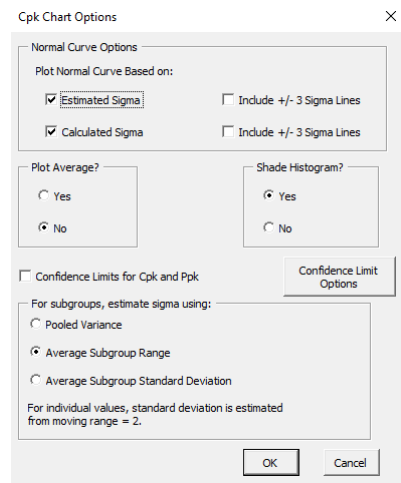 Cpk Chart Options
Normal Curve Options
Plot Normal Curve Based on:
Estimated Sigma
Include +/- 3 Sigma Lines
Calculated Sigma
Include +/- 3 Sigma Lines
Plot Average?
Yes
No
Shade Histogram?
Yes
No
Confidence Limits for Cpk and Ppk
Confidence Limit
Options
For subgroups, estimate sigma using:
Pooled Variance
Average Subgroup Range
Average Subgroup Standard Deviation
For individual values, standard deviation is estimated
from moving range = 2.
OK
Cancel